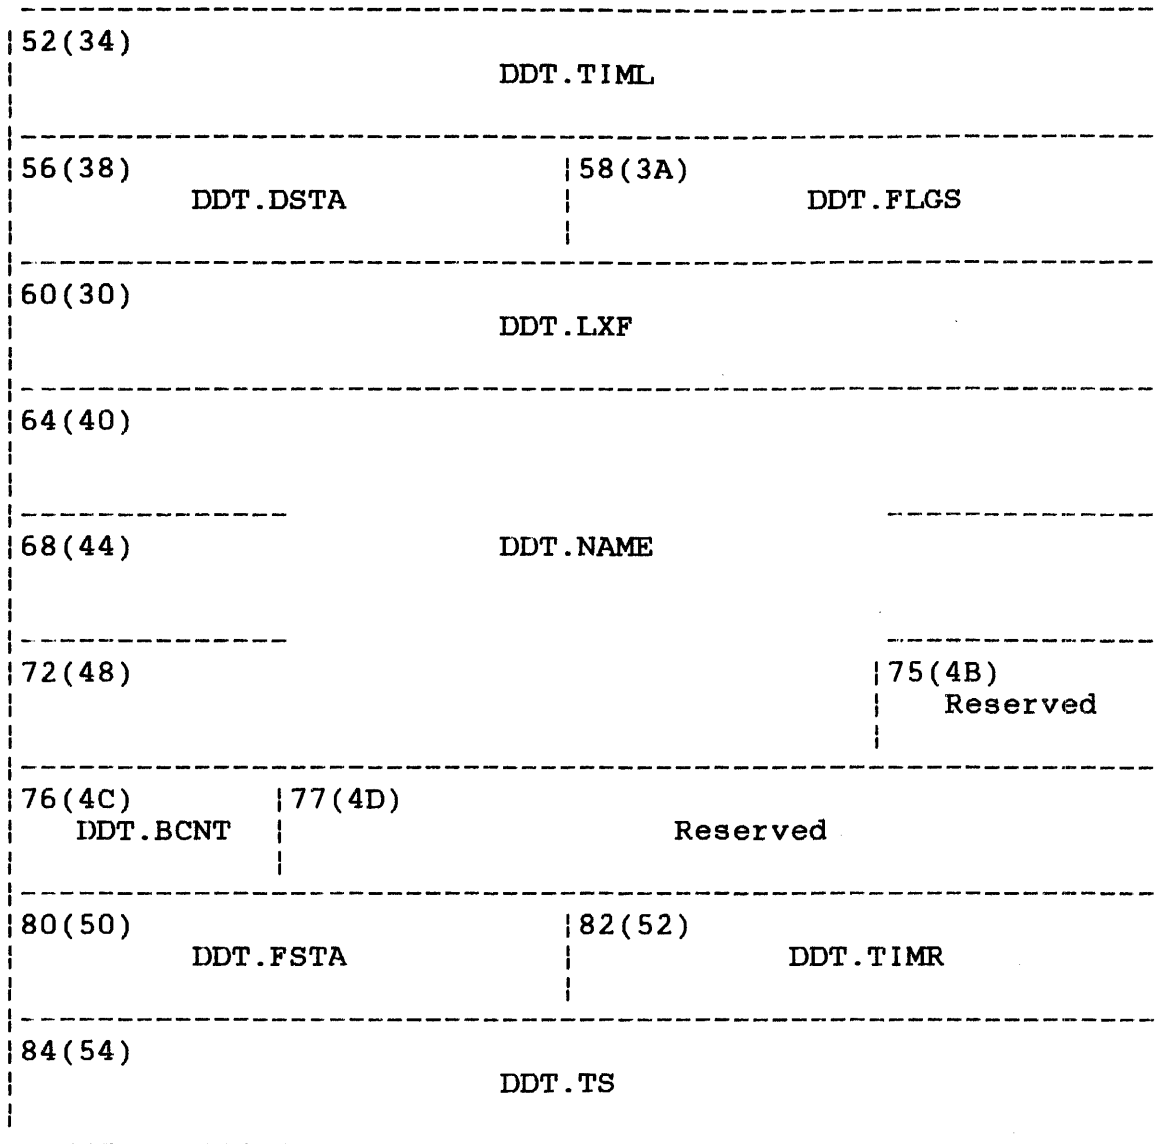 52(34)
DDT.TIML
56(38) 58(3A)
DDT.DSTA DDT.FLGS
60(30)
DDT.LXF
64(40)
68(44) DDT.NAME
72(48) 75(4B)
Reserved
76(4C) 77(4D)
DDT.BCNT Reserved
80(50) 82(52)
DDT.FSTA DDT.TIMR
84(54)
DDT.TS